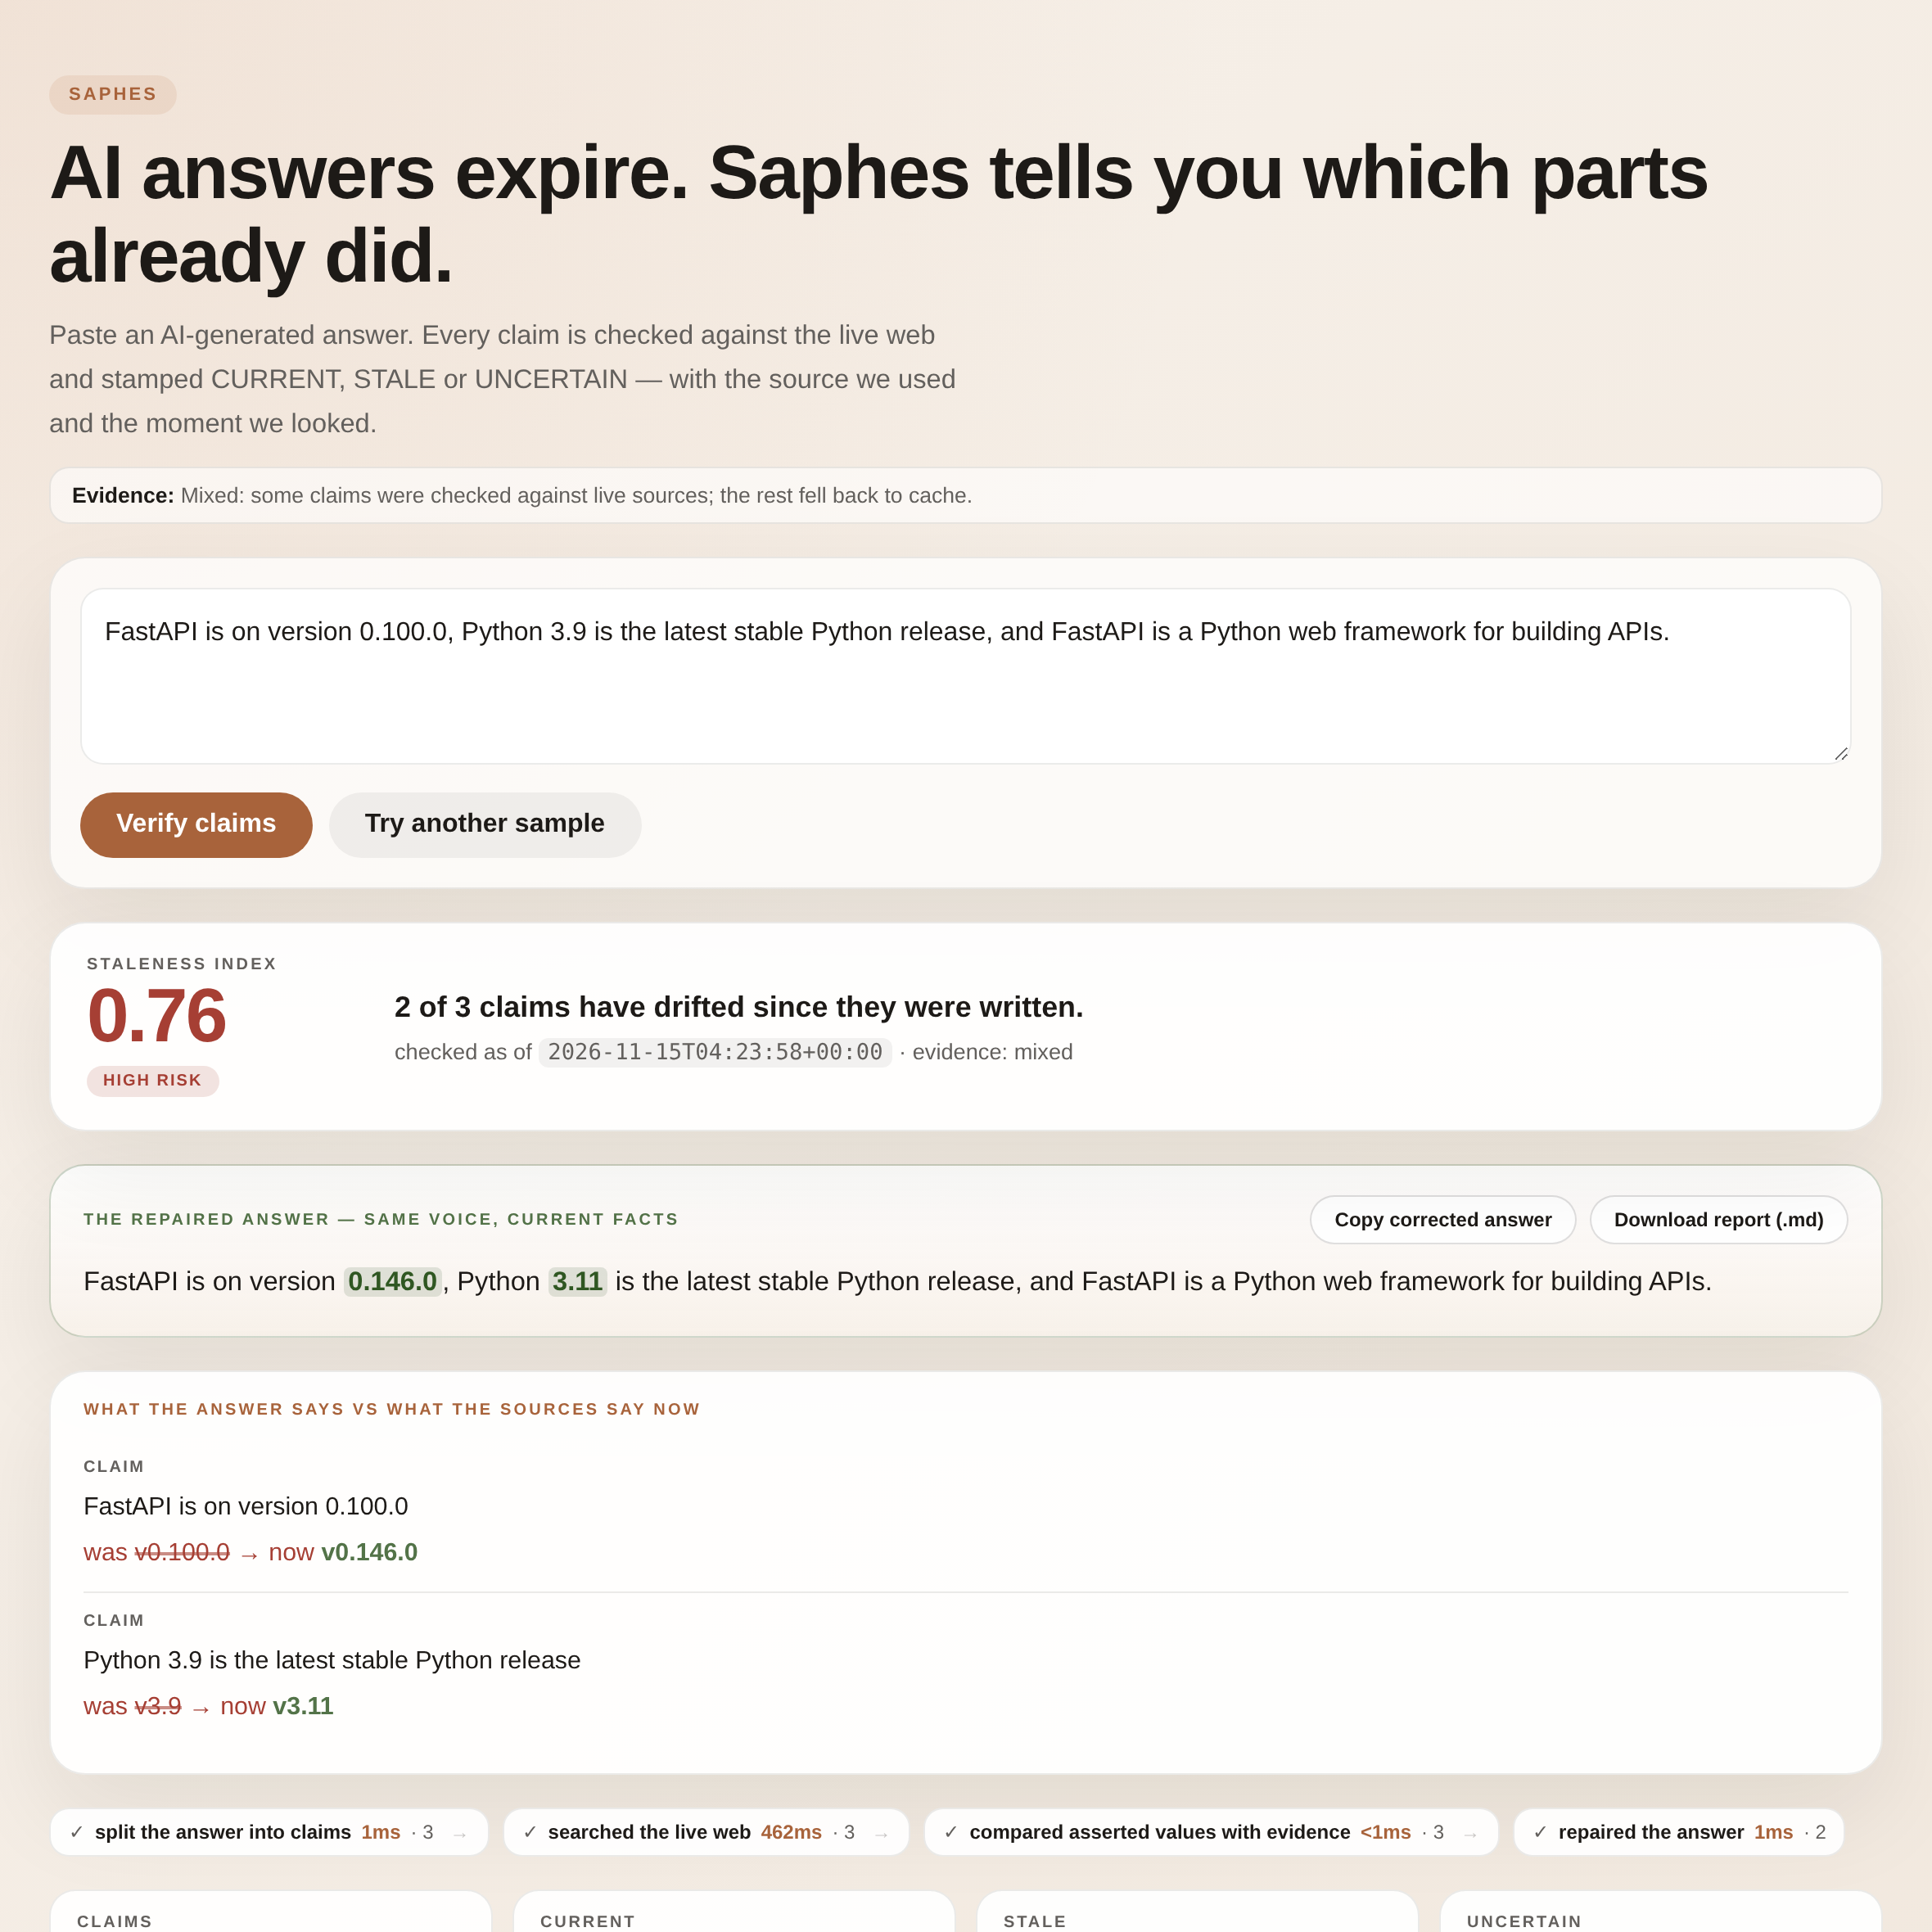 SAPHES
AI answers expire. Saphes tells you which parts
already did.
Paste an AI-generated answer. Every claim is checked against the live web
and stamped CURRENT, STALE or UNCERTAIN — with the source we used
and the moment we looked.
Evidence: Mixed: some claims were checked against live sources; the rest fell back to cache.
FastAPI is on version 0.100.0, Python 3.9 is the latest stable Python release, and FastAPI is a Python web framework for building APIs.
Verify claims Try another sample
STALENESS INDEX
0.76
HIGH RISK
2 of 3 claims have drifted since they were written.
checked as of 2026-11-15T04:23:58+00:00 · evidence: mixed
THE REPAIRED ANSWER — SAME VOICE, CURRENT FACTS
Copy corrected answer Download report (.md)
FastAPI is on version 0.146.0, Python 3.11 is the latest stable Python release, and FastAPI is a Python web framework for building APIs.
WHAT THE ANSWER SAYS VS WHAT THE SOURCES SAY NOW
CLAIM
FastAPI is on version 0.100.0
was v0.100.0 → now v0.146.0
CLAIM
Python 3.9 is the latest stable Python release
was v3.9 → now v3.11
✓ split the answer into claims 1ms · 3 → ✓ searched the live web 462ms · 3 → ✓ compared asserted values with evidence <1ms · 3 → ✓ repaired the answer 1ms · 2
CLAIMS CURRENT STALE UNCERTAIN